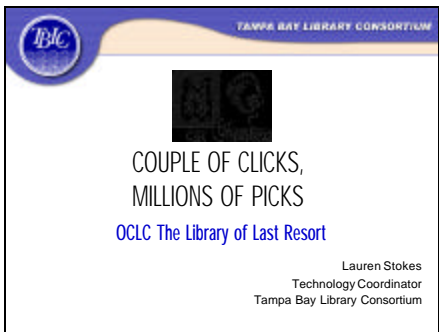 TAMPA BAY LIBRARY CONSORTIUM
TBLC
COUPLE OF CLICKS,
MILLIONS OF PICKS
OCLC The Library of Last Resort
Lauren Stokes
Technology Coordinator
Tampa Bay Library Consortium